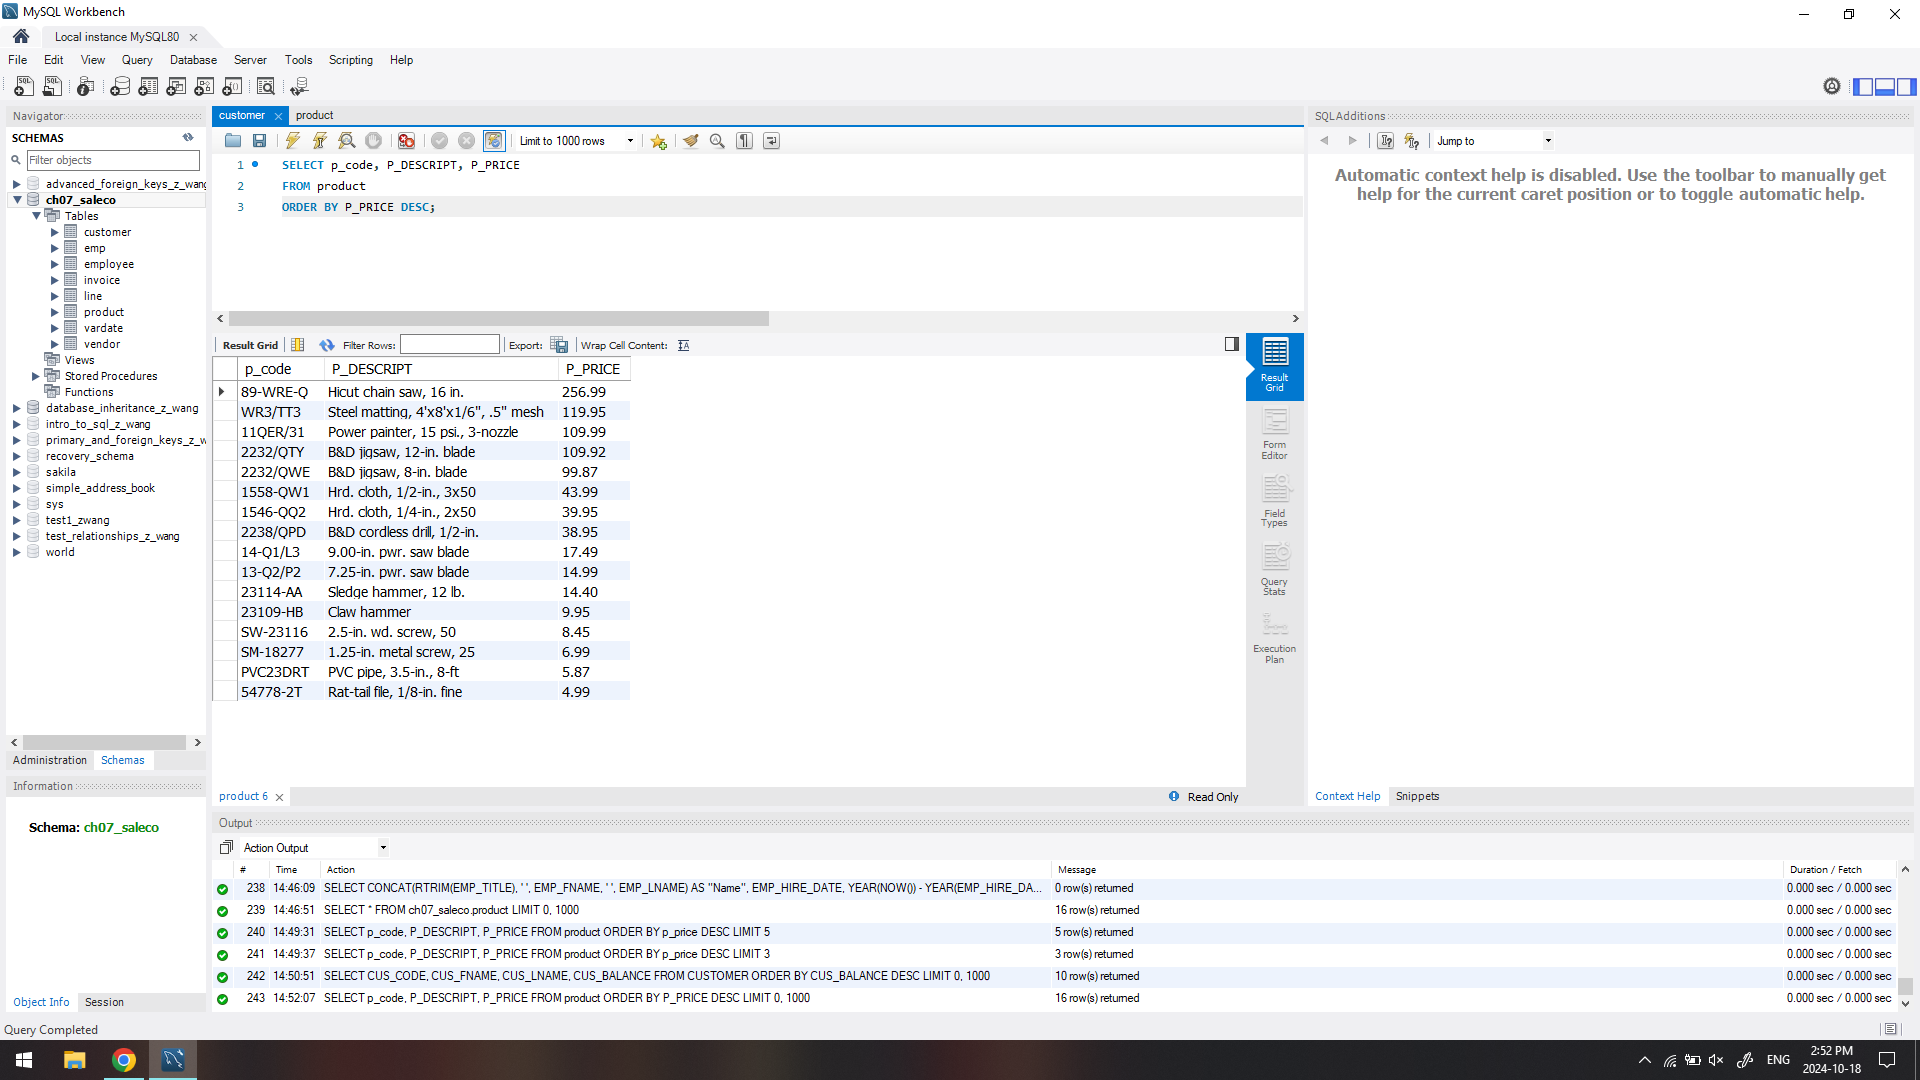 MySQL Workbench
Local instance MySQL80
File Edit View Query Database Server Tools Scripting Help
Navigator
SCHEMAS
Filter objects
advanced_foreign_keys_z_wang
ch07_saleco
Tables
customer
emp
employee
invoice
line
product
vardate
vendor
Views
Stored Procedures
Functions
database_inheritance_z_wang
intro_to_sql_z_wang
primary_and_foreign_keys_z_w
recovery_schema
sakila
simple_address_book
sys
test1_zwang
test_relationships_z_wang
world
Administration Schemas
Information
Schema: ch07_saleco
Object Info Session
customer product
Limit to 1000 rows
1 SELECT p_code, P_DESCRIPT, P_PRICE
2 FROM product
3 ORDER BY P_PRICE DESC;
Result Grid Filter Rows: Export: Wrap Cell Content:
p_code P_DESCRIPT P_PRICE
89-WRE-Q Hicut chain saw, 16 in. 256.99
WR3/TT3 Steel matting, 4'x8'x1/6", .5" mesh 119.95
11QER/31 Power painter, 15 psi., 3-nozzle 109.99
2232/QTY B&D jigsaw, 12-in. blade 109.92
2232/QWE B&D jigsaw, 8-in. blade 99.87
1558-QW1 Hrd. cloth, 1/2-in., 3x50 43.99
1546-QQ2 Hrd. cloth, 1/4-in., 2x50 39.95
2238/QPD B&D cordless drill, 1/2-in. 38.95
14-Q1/L3 9.00-in. pwr. saw blade 17.49
13-Q2/P2 7.25-in. pwr. saw blade 14.99
23114-AA Sledge hammer, 12 lb. 14.40
23109-HB Claw hammer 9.95
SW-23116 2.5-in. wd. screw, 50 8.45
SM-18277 1.25-in. metal screw, 25 6.99
PVC23DRT PVC pipe, 3.5-in., 8-ft 5.87
54778-2T Rat-tail file, 1/8-in. fine 4.99
Result
Grid
Form
Editor
Field
Types
Query
Stats
Execution
Plan
product 6 Read Only
SQLAdditions
Jump to
Automatic context help is disabled. Use the toolbar to manually get
help for the current caret position or to toggle automatic help.
Context Help Snippets
Output
Action Output
# Time Action Message Duration / Fetch
238 14:46:09 SELECT CONCAT(RTRIM(EMP_TITLE), ' ', EMP_FNAME, ' ', EMP_LNAME) AS "Name", EMP_HIRE_DATE, YEAR(NOW()) - YEAR(EMP_HIRE_DA... 0 row(s) returned 0.000 sec / 0.000 sec
239 14:46:51 SELECT * FROM ch07_saleco.product LIMIT 0, 1000 16 row(s) returned 0.000 sec / 0.000 sec
240 14:49:31 SELECT p_code, P_DESCRIPT, P_PRICE FROM product ORDER BY p_price DESC LIMIT 5 5 row(s) returned 0.000 sec / 0.000 sec
241 14:49:37 SELECT p_code, P_DESCRIPT, P_PRICE FROM product ORDER BY p_price DESC LIMIT 3 3 row(s) returned 0.000 sec / 0.000 sec
242 14:50:51 SELECT CUS_CODE, CUS_FNAME, CUS_LNAME, CUS_BALANCE FROM CUSTOMER ORDER BY CUS_BALANCE DESC LIMIT 0, 1000 10 row(s) returned 0.000 sec / 0.000 sec
243 14:52:07 SELECT p_code, P_DESCRIPT, P_PRICE FROM product ORDER BY P_PRICE DESC LIMIT 0, 1000 16 row(s) returned 0.000 sec / 0.000 sec
Query Completed
ENG
2:52 PM
2024-10-18